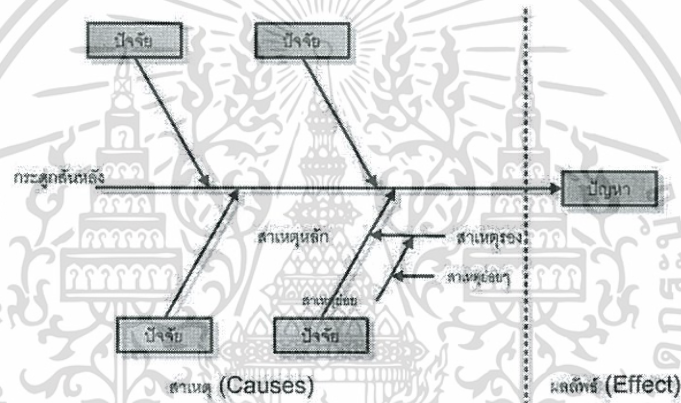 ปัจจัย
ปัจจัย
กระดูกสันหลัง
ปัญหา
สาเหตุหลัก
สาเหตุรอง
สาเหตุย่อยๆ
สาเหตุย่อย
ปัจจัย
ปัจจัย
สาเหตุ (Causes)
ผลลัพธ์ (Effect)